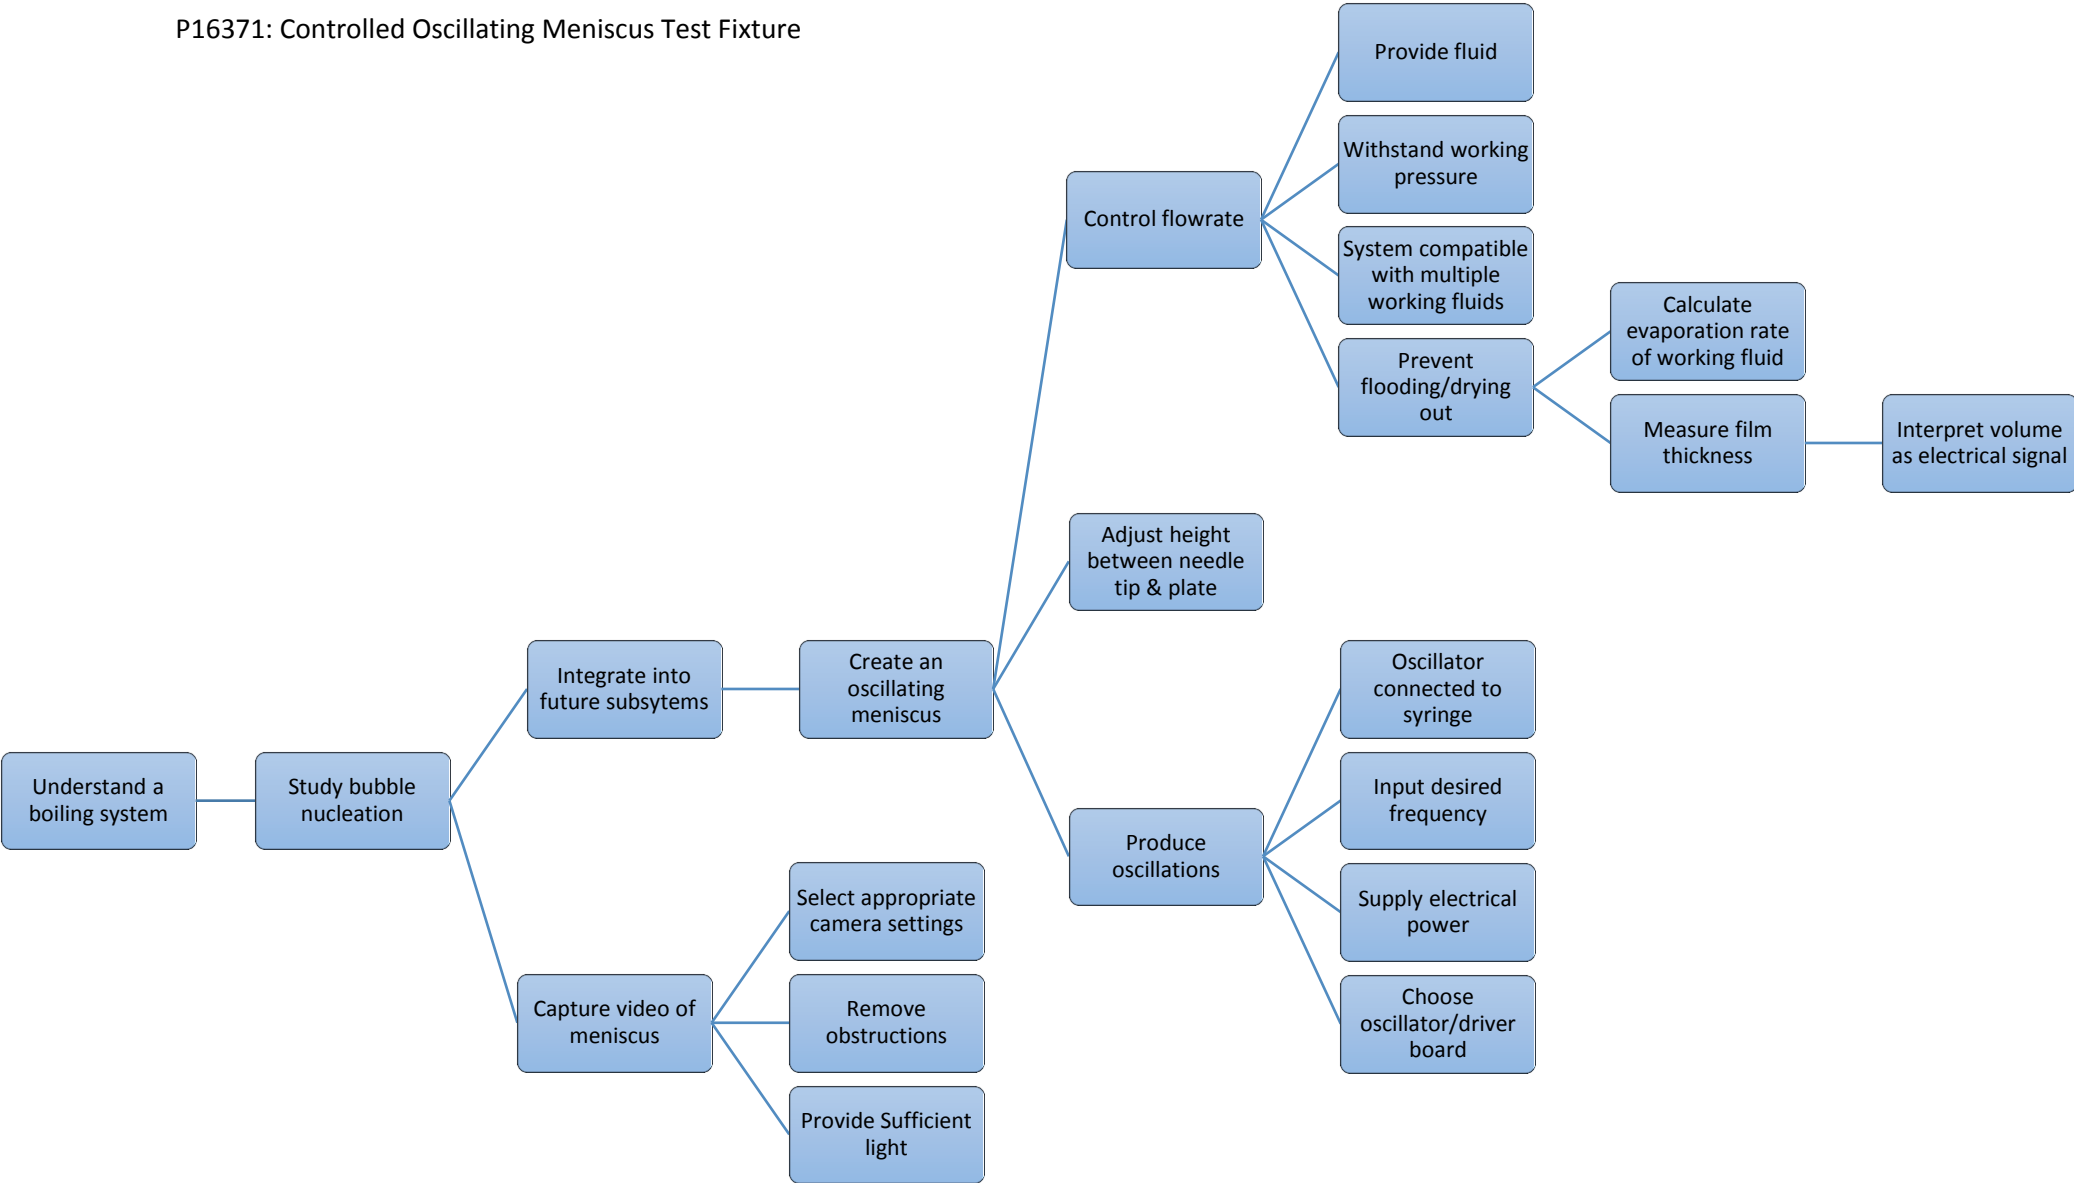 P16371: Controlled Oscillating Meniscus Test Fixture
Understand a
boiling system
Study bubble
nucleation
Integrate into
future subsytems
Create an
oscillating
meniscus
Control flowrate
Provide fluid
Withstand working
pressure
System compatible
with multiple
working fluids
Prevent
flooding/drying
out
Calculate
evaporation rate
of working fluid
Measure film
thickness
Interpret volume
as electrical signal
Adjust height
between needle
tip & plate
Produce
oscillations
Oscillator
connected to
syringe
Input desired
frequency
Supply electrical
power
Choose
oscillator/driver
board
Capture video of
meniscus
Select appropriate
camera settings
Remove
obstructions
Provide Sufficient
light